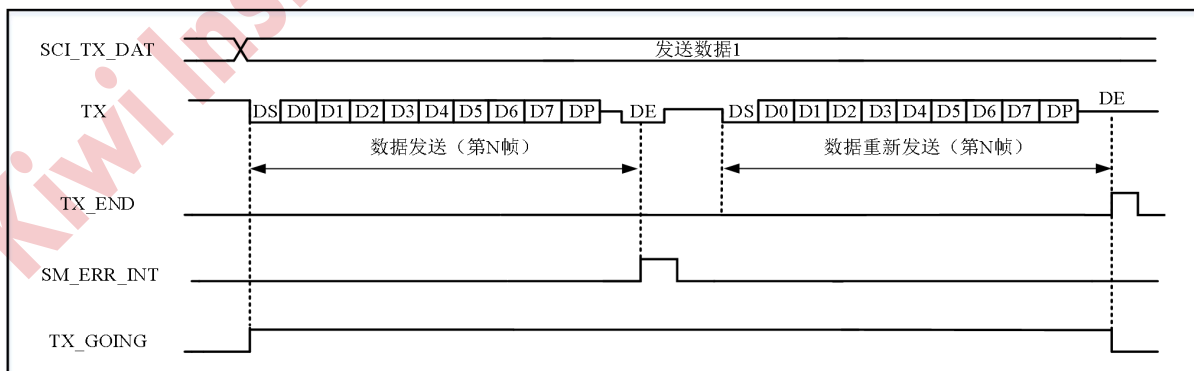 SCI_TX_DAT 发送数据1
TX DS D0 D1 D2 D3 D4 D5 D6 D7 DP DE DS D0 D1 D2 D3 D4 D5 D6 D7 DP DE
数据发送（第N帧） 数据重新发送（第N帧）
TX_END
SM_ERR_INT
TX_GOING
Kiwi Ins